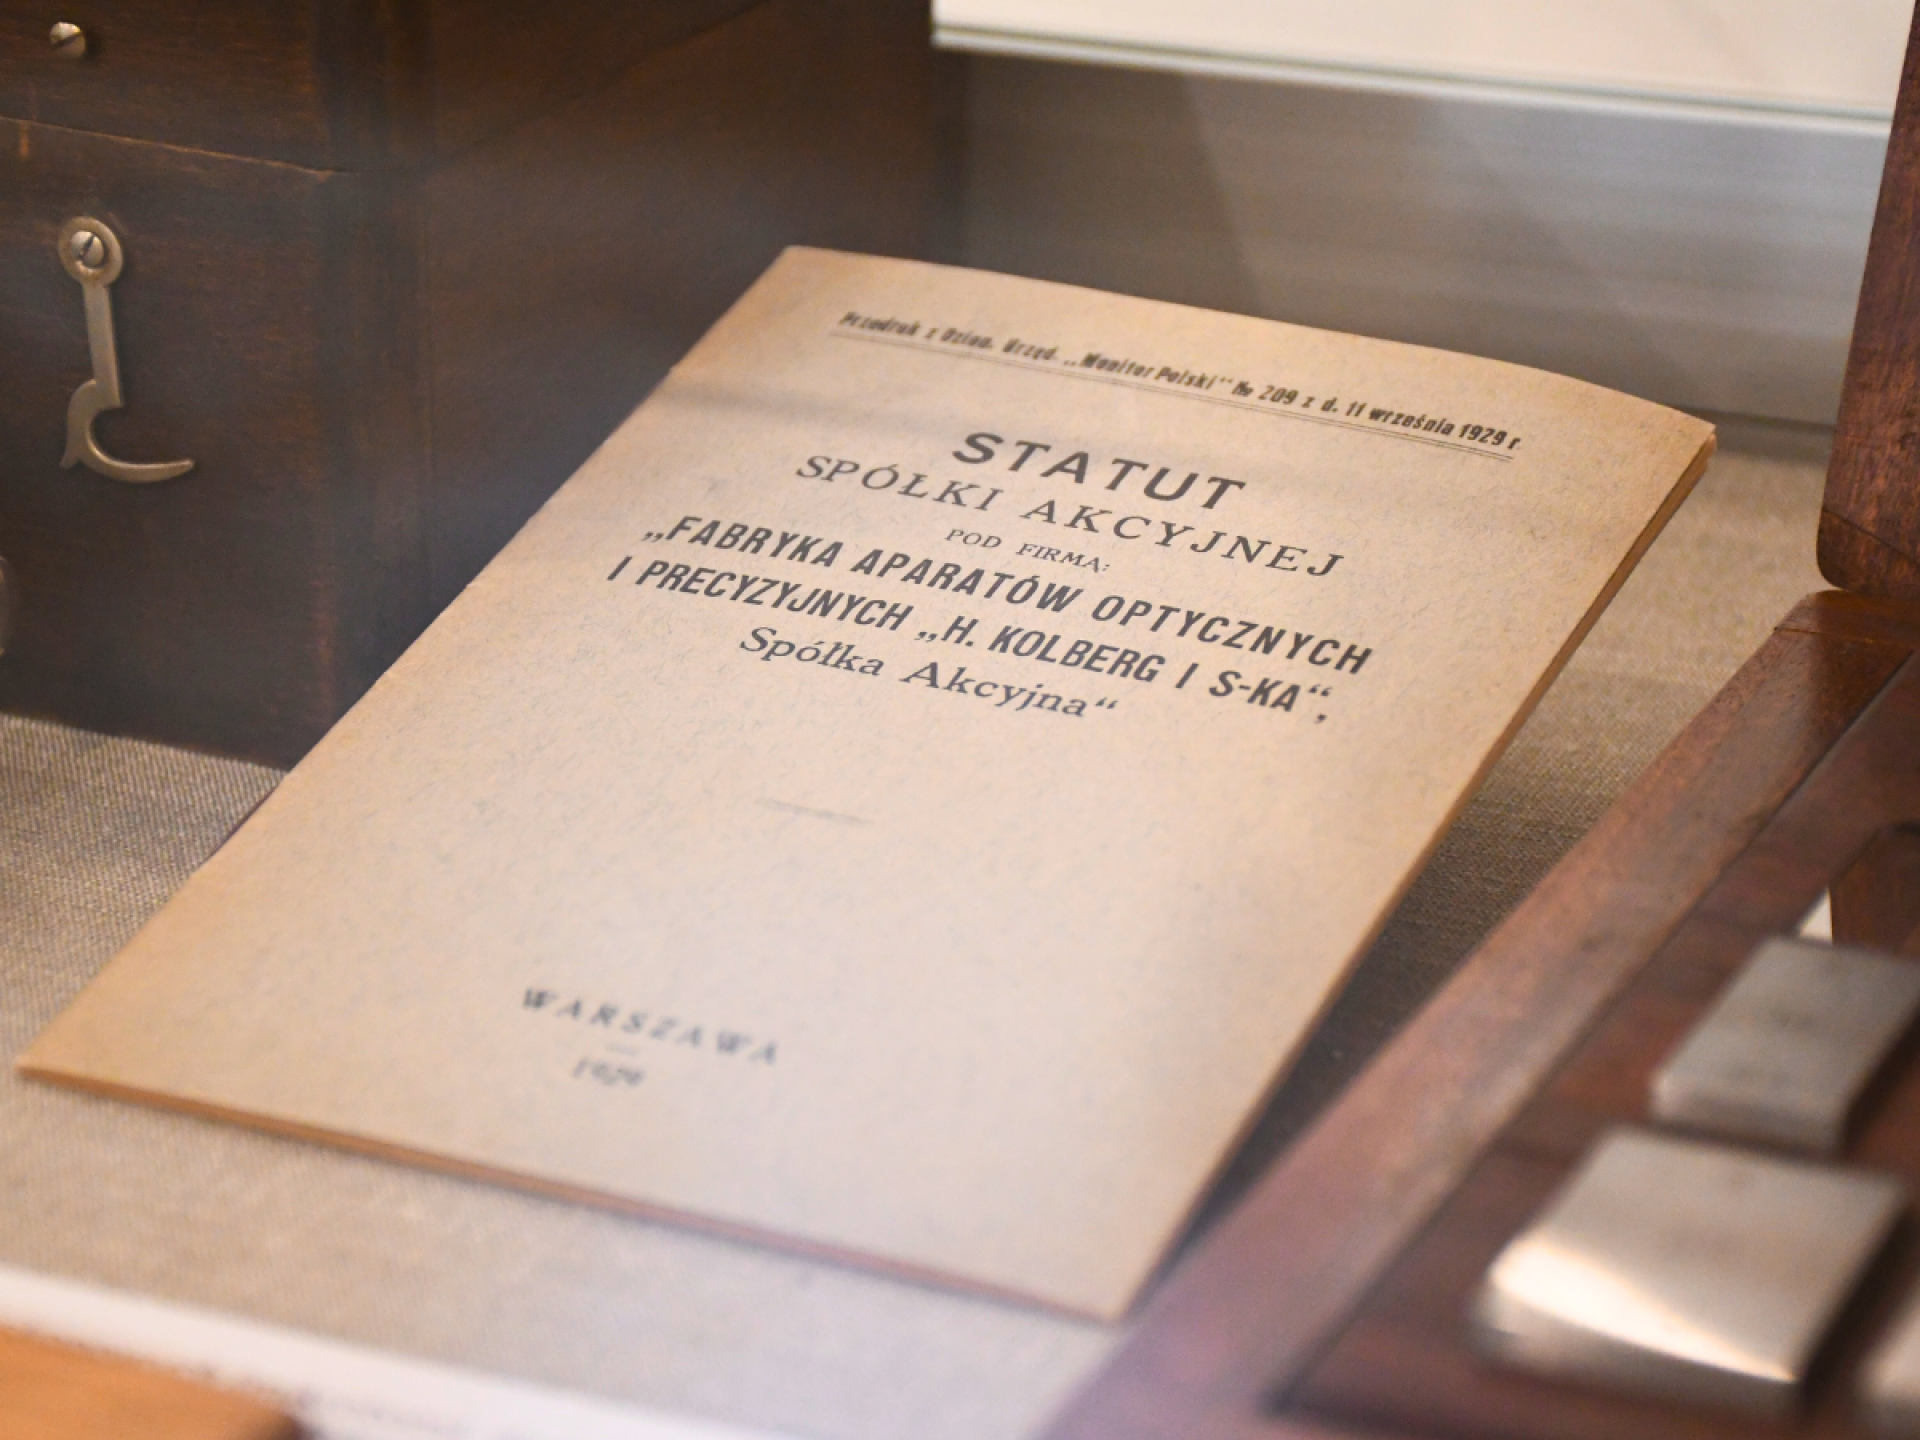 Przedruk z Dzien. Urzęd. „Monitor Polski“ № 209 z d. 11 września 1929 r.
STATUT
SPÓŁKI AKCYJNEJ
POD FIRMĄ:
„FABRYKA APARATÓW OPTYCZNYCH
I PRECYZYJNYCH „H. KOLBERG I S-KA“,
Spółka Akcyjna“
WARSZAWA
1929